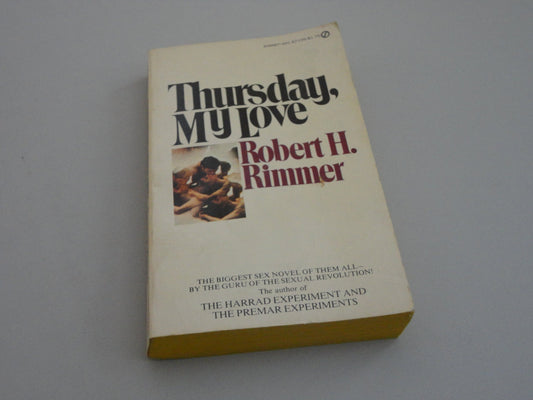 Thursday,
My Love
Robert H.
Rimmer
THE BIGGEST SEX NOVEL OF THEM ALL—
BY THE GURU OF THE SEXUAL REVOLUTION!
The author of
THE HARRAD EXPERIMENT AND
THE PREMAR EXPERIMENTS